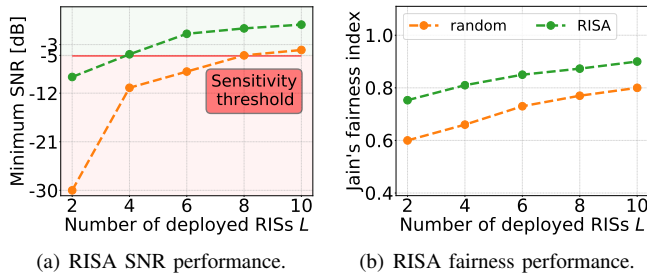 Minimum SNR [dB]
-3
-5
-12
-21
-30
Sensitivity
threshold
2 4 6 8 10
Number of deployed RISs L
(a) RISA SNR performance.
Jain's fairness index
random RISA
1.0
0.8
0.6
0.4
2 4 6 8 10
Number of deployed RISs L
(b) RISA fairness performance.